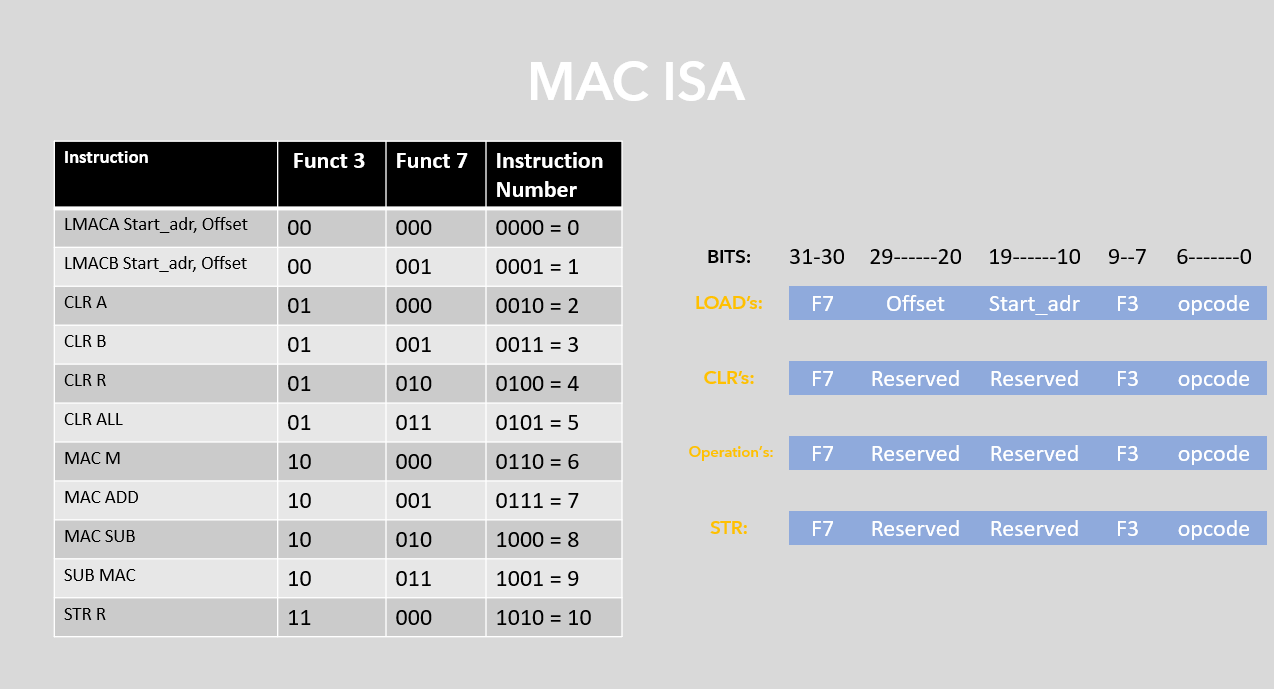 MAC ISA
Instruction Funct 3 Funct 7 Instruction
Number
LMACA Start_adr, Offset 00 000 0000 = 0
LMACB Start_adr, Offset 00 001 0001 = 1
CLR A 01 000 0010 = 2
CLR B 01 001 0011 = 3
CLR R 01 010 0100 = 4
CLR ALL 01 011 0101 = 5
MAC M 10 000 0110 = 6
MAC ADD 10 001 0111 = 7
MAC SUB 10 010 1000 = 8
SUB MAC 10 011 1001 = 9
STR R 11 000 1010 = 10
BITS: 31-30 29------20 19------10 9--7 6-------0
LOAD's: F7 Offset Start_adr F3 opcode
CLR's: F7 Reserved Reserved F3 opcode
Operation's: F7 Reserved Reserved F3 opcode
STR: F7 Reserved Reserved F3 opcode